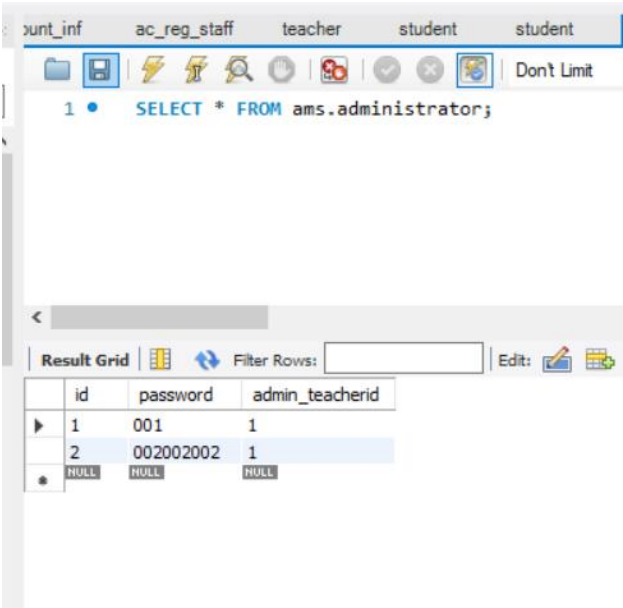 ount_inf ac_reg_staff teacher student student
Don't Limit
1 SELECT * FROM ams.administrator;
Result Grid Filter Rows: Edit:
id password admin_teacherid
1 001 1
2 002002002 1
NULL NULL NULL